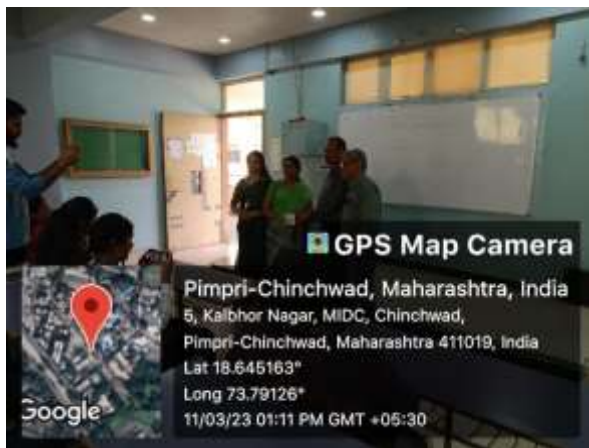 GPS Map Camera
Pimpri-Chinchwad, Maharashtra, India
5, Kalbhor Nagar, MIDC, Chinchwad,
Pimpri-Chinchwad, Maharashtra 411019, India
Lat 18.645163°
Long 73.79126°
11/03/23 01:11 PM GMT +05:30
Google